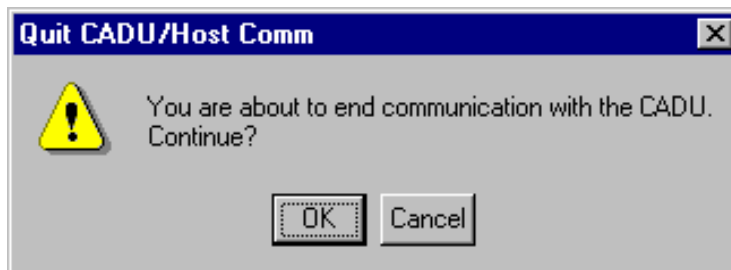 Quit CADU/Host Comm
You are about to end communication with the CADU.
Continue?
OK Cancel